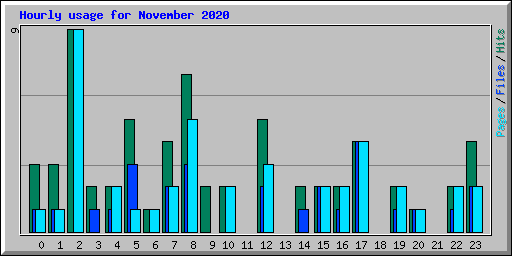 Hourly usage for November 2020
9
Pages / Files / Hits
0 1 2 3 4 5 6 7 8 9 10 11 12 13 14 15 16 17 18 19 20 21 22 23